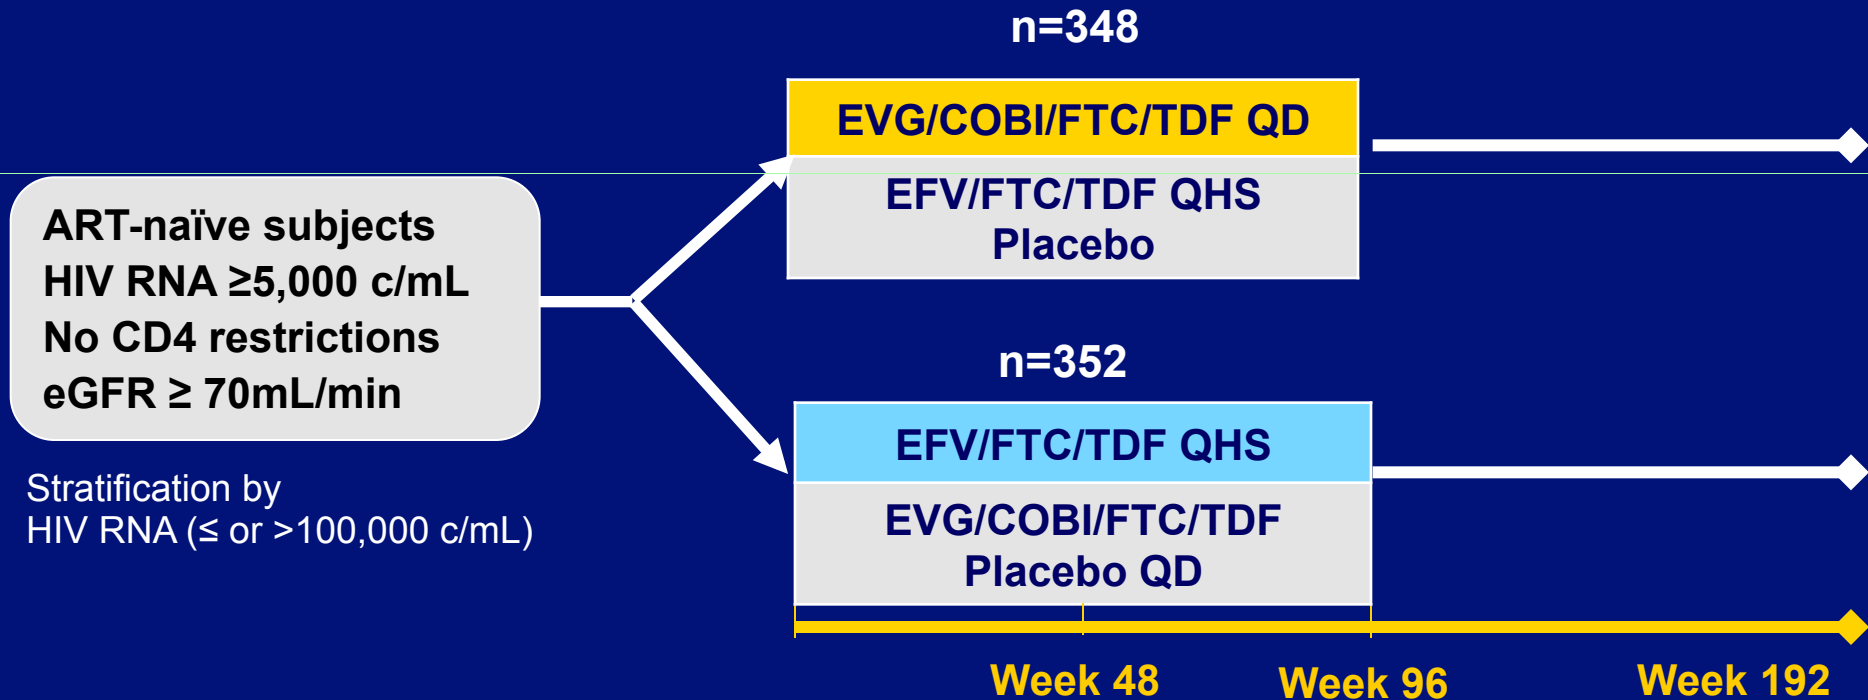 n=348
EVG/COBI/FTC/TDF QD
EFV/FTC/TDF QHS
Placebo
ART-naïve subjects
HIV RNA ≥5,000 c/mL
No CD4 restrictions
eGFR ≥ 70mL/min
Stratification by
HIV RNA (≤ or >100,000 c/mL)
n=352
EFV/FTC/TDF QHS
EVG/COBI/FTC/TDF
Placebo QD
Week 48
Week 96
Week 192